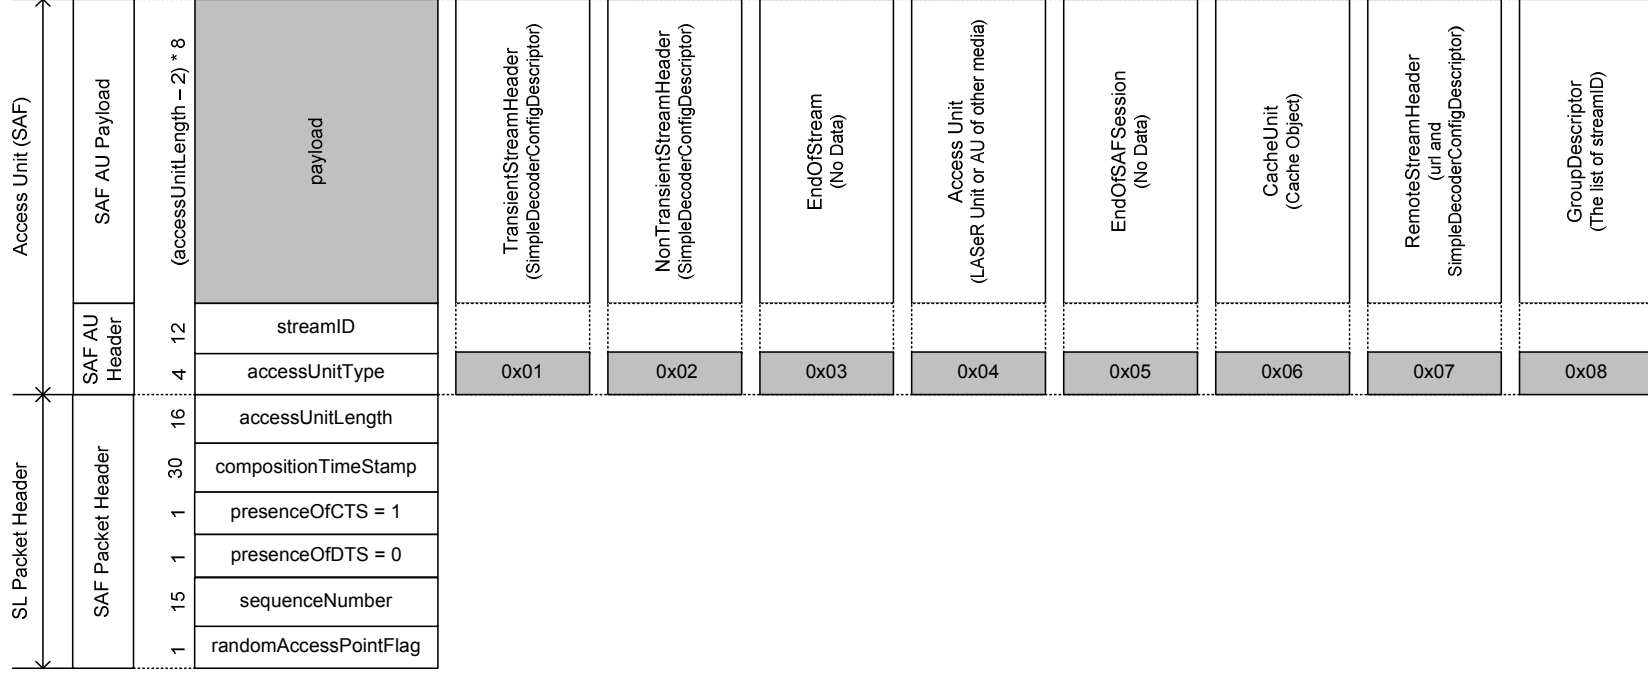 Access Unit (SAF)
SAF AU Payload
(accessUnitLength – 2) * 8
payload
TransientStreamHeader
(SimpleDecoderConfigDescriptor)
NonTransientStreamHeader
(SimpleDecoderConfigDescriptor)
EndOfStream
(No Data)
Access Unit
(LASeR Unit or AU of other media)
EndOfSAFSession
(No Data)
CacheUnit
(Cache Object)
RemoteStreamHeader
(url and
SimpleDecoderConfigDescriptor)
GroupDescriptor
(The list of streamID)
SAF AU
Header
12
streamID
4
accessUnitType
0x01
0x02
0x03
0x04
0x05
0x06
0x07
0x08
SL Packet Header
SAF Packet Header
16
accessUnitLength
30
compositionTimeStamp
1
presenceOfCTS = 1
1
presenceOfDTS = 0
15
sequenceNumber
1
randomAccessPointFlag